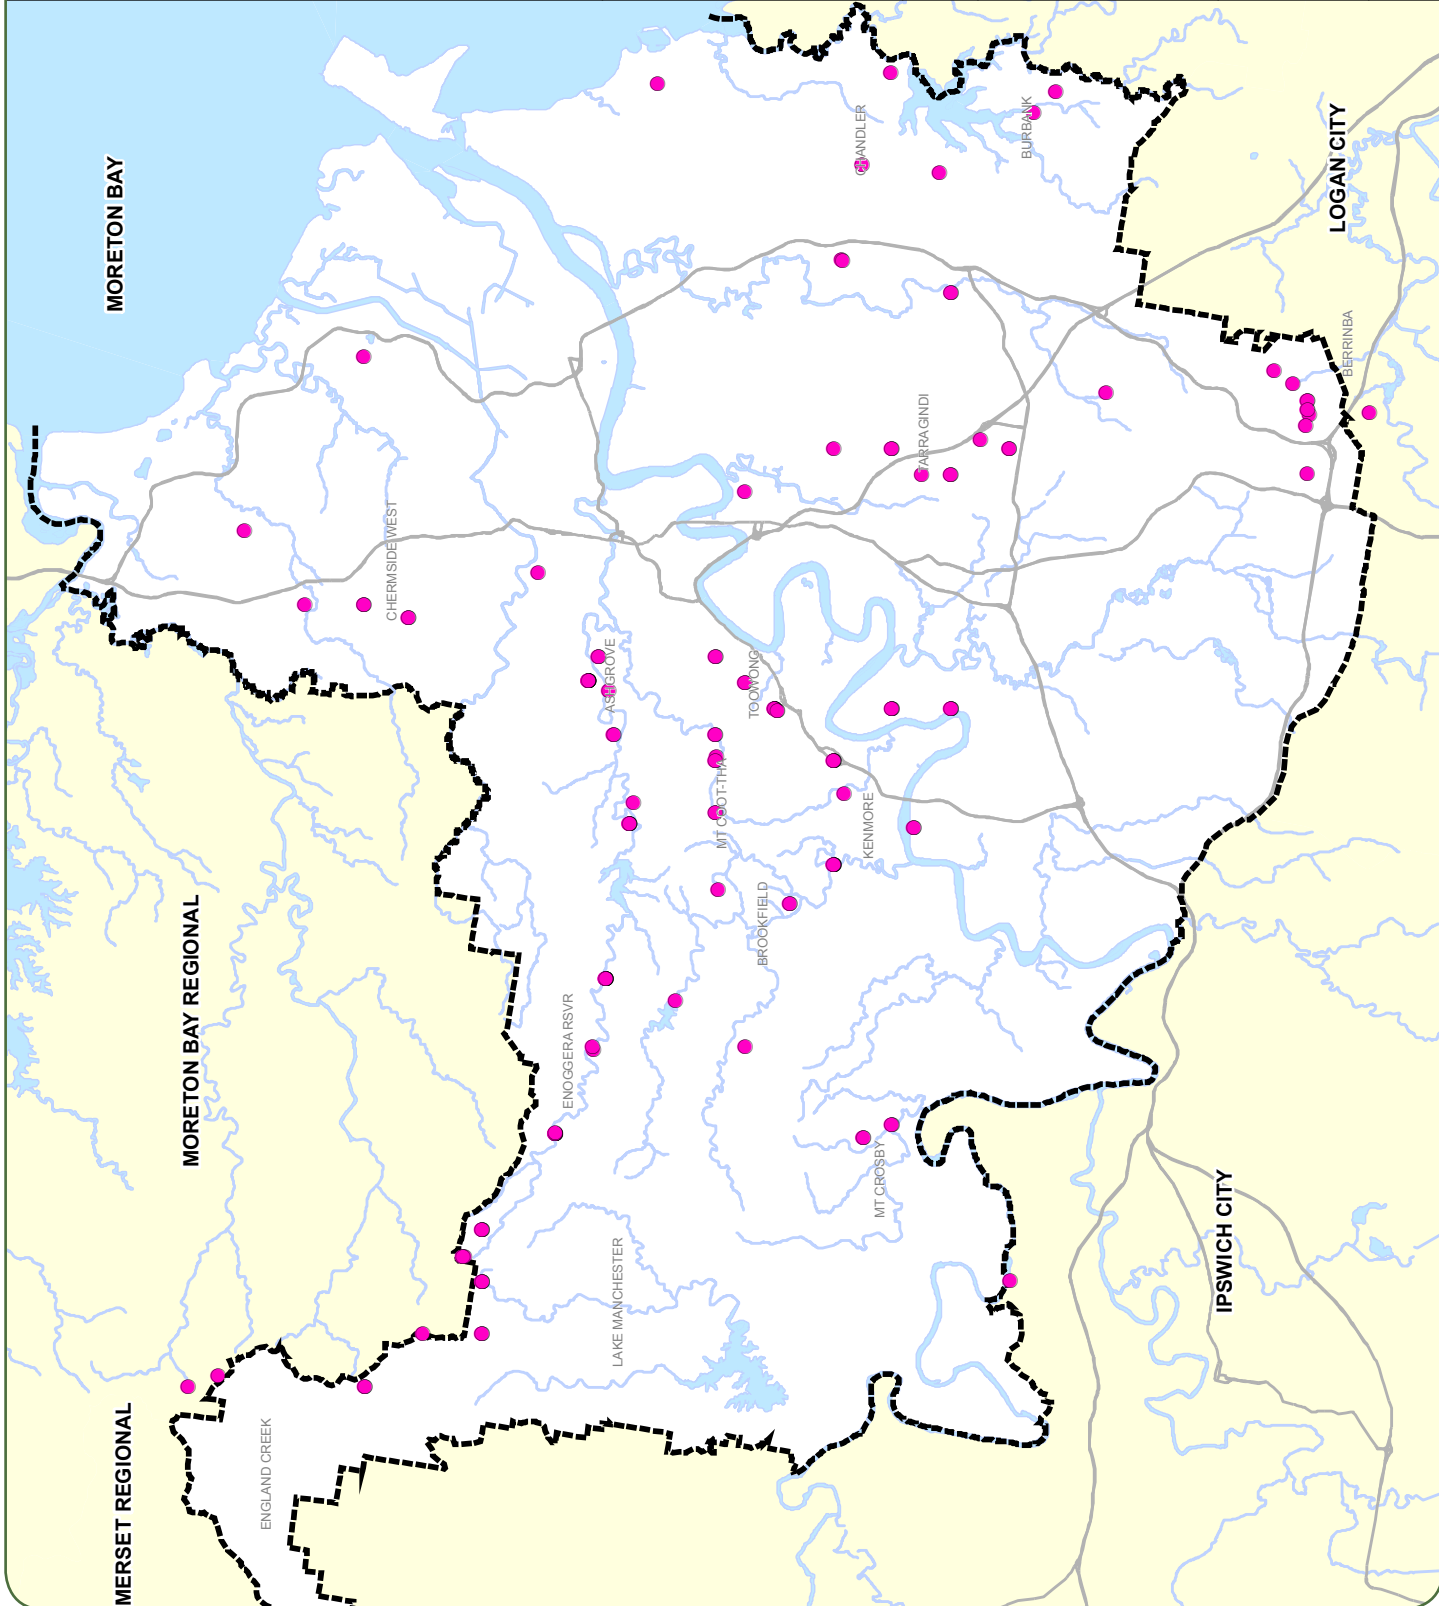 MERSET REGIONAL
MORETON BAY REGIONAL
MORETON BAY
ENGLAND CREEK
CHERMSIDE WEST
ENOGGERA RSVR
ASHGROVE
LAKE MANCHESTER
MT COOT-THA
TOOWONG
BROOKFIELD
CHANDLER
KENMORE
MT CROSBY
TARRAGINDI
BURBANK
IPSWICH CITY
LOGAN CITY
BERRINBA